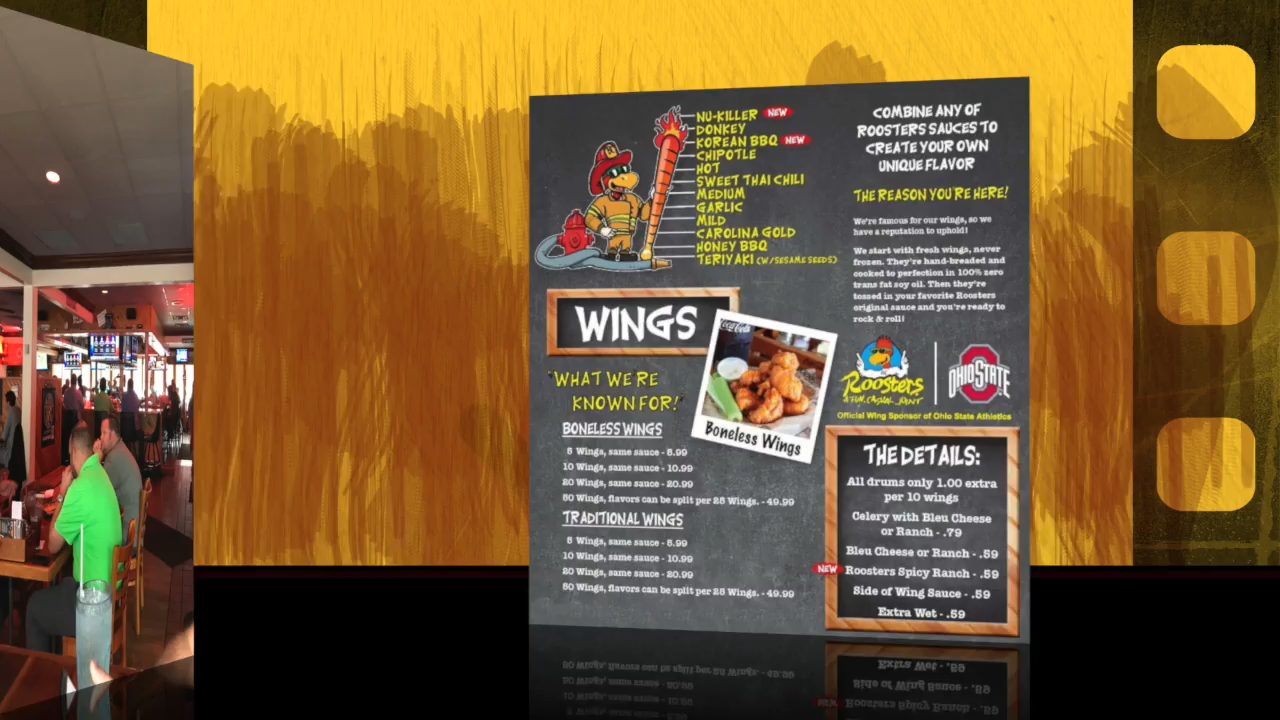 NU-KILLER NEW
DONKEY
KOREAN BBQ NEW
CHIPOTLE
HOT
SWEET THAI CHILI
MEDIUM
GARLIC
MILD
CAROLINA GOLD
HONEY BBQ
TERIYAKI (W/SESAME SEEDS)
WINGS
"WHAT WE'RE
KNOWN FOR!"
BONELESS WINGS
5 Wings, same sauce - 5.99
10 Wings, same sauce - 10.99
20 Wings, same sauce - 20.99
50 Wings, flavors can be split per 25 Wings. - 49.99
TRADITIONAL WINGS
5 Wings, same sauce - 5.99
10 Wings, same sauce - 10.99
20 Wings, same sauce - 20.99
50 Wings, flavors can be split per 25 Wings. - 49.99
Coca-Cola
Boneless Wings
COMBINE ANY OF
ROOSTERS SAUCES TO
CREATE YOUR OWN
UNIQUE FLAVOR
THE REASON YOU'RE HERE!
We're famous for our wings, so we
have a reputation to uphold!
We start with fresh wings, never
frozen. They're hand-breaded and
cooked to perfection in 100% zero
trans fat soy oil. Then they're
tossed in your favorite Roosters
original sauce and you're ready to
rock & roll!
Roosters
A FUN, CASUAL JOINT
OHIO STATE
Official Wing Sponsor of Ohio State Athletics
THE DETAILS:
All drums only 1.00 extra
per 10 wings
Celery with Bleu Cheese
or Ranch - .79
Bleu Cheese or Ranch - .59
NEW Roosters Spicy Ranch - .59
Side of Wing Sauce - .59
Extra Wet - .59